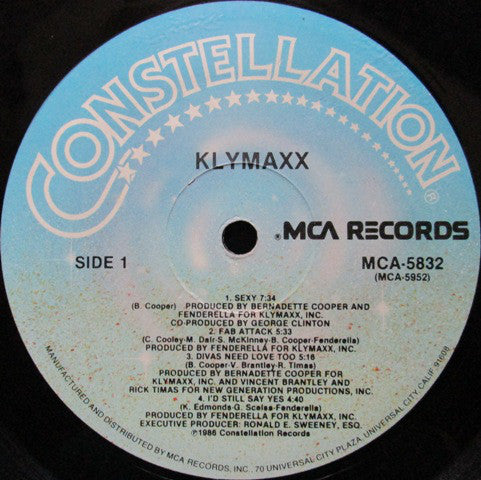 CONSTELLATION®
KLYMAXX
®MCA RECORDS
SIDE 1
MCA-5832
(MCA-5952)
1. SEXY 7:34
(B. Cooper) PRODUCED BY BERNADETTE COOPER AND
FENDERELLA FOR KLYMAXX, INC.
CO-PRODUCED BY GEORGE CLINTON
2. FAB ATTACK 5:33
(C. Cooley-M. Dair-S. McKinney-B. Cooper-Fenderella)
PRODUCED BY FENDERELLA FOR KLYMAXX, INC.
3. DIVAS NEED LOVE TOO 5:16
(B. Cooper-V. Brantley-R. Timas)
PRODUCED BY BERNADETTE COOPER FOR
KLYMAXX, INC. AND VINCENT BRANTLEY AND
RICK TIMAS FOR NEW GENERATION PRODUCTIONS, INC.
4. I'D STILL SAY YES 4:40
(K. Edmonds-G. Scelsa-Fenderella)
PRODUCED BY FENDERELLA FOR KLYMAXX, INC.
EXECUTIVE PRODUCER: RONALD E. SWEENEY, ESQ.
℗1986 Constellation Records
MANUFACTURED AND DISTRIBUTED BY MCA RECORDS, INC., 70 UNIVERSAL CITY PLAZA, UNIVERSAL CITY, CALIF. 91608